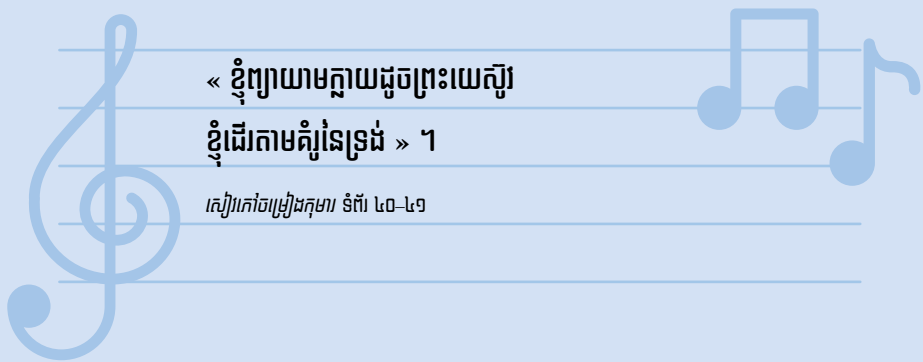 « ខ្ញុំព្យាយាមក្លាយដូចព្រះយេស៊ូវ
ខ្ញុំដើរតាមគំរូនៃទ្រង់ » ។
សៀវភៅចម្រៀងកុមារ ទំព័រ ៤០–៤១